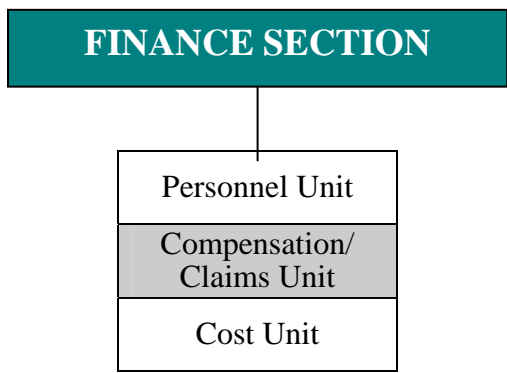 FINANCE SECTION
Personnel Unit
Compensation/
Claims Unit
Cost Unit